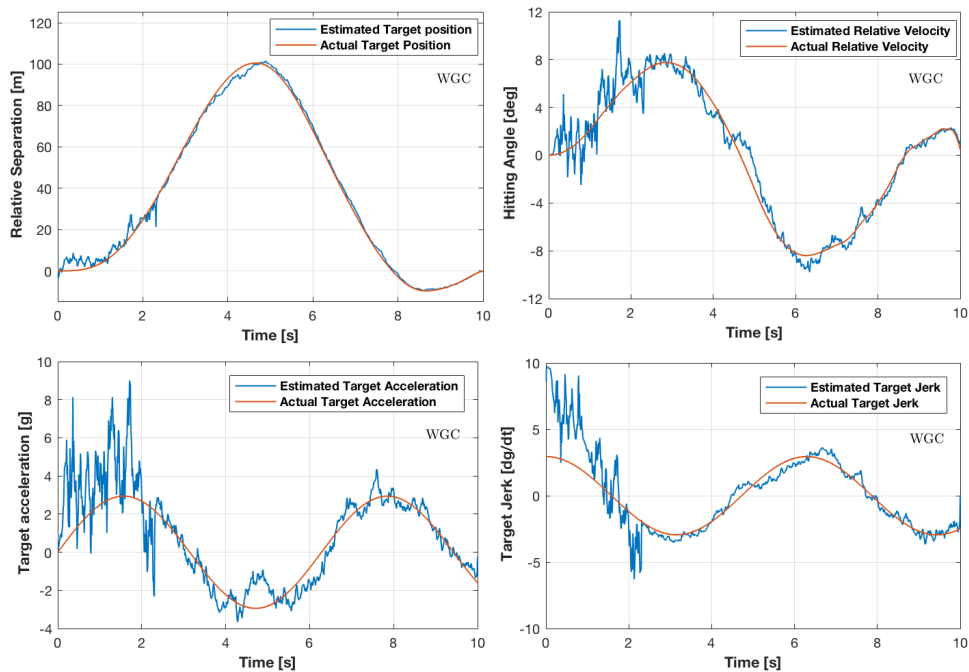 120
100
80
60
40
20
0
Relative Separation [m]
Estimated Target position
Actual Target Position
WGC
0 2 4 6 8 10
Time [s]
12
8
4
0
-4
-8
-12
Hitting Angle [deg]
Estimated Relative Velocity
Actual Relative Velocity
WGC
0 2 4 6 8 10
Time [s]
10
8
6
4
2
0
-2
-4
Target acceleration [g]
Estimated Target Acceleration
Actual Target Acceleration
WGC
0 2 4 6 8 10
Time [s]
10
5
0
-5
-10
Target Jerk [dg/dt]
Estimated Target Jerk
Actual Target Jerk
WGC
0 2 4 6 8 10
Time [s]